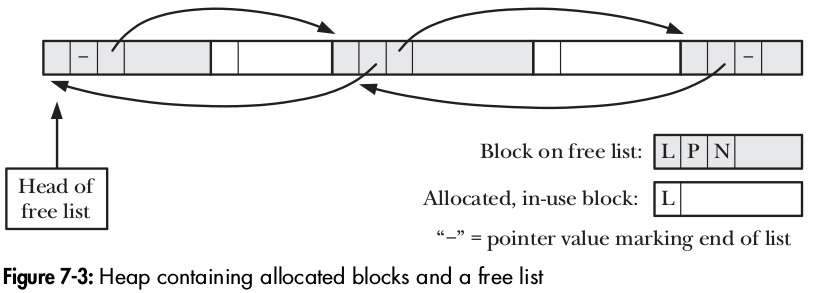 –
–
Head of
free list
Block on free list: L P N
Allocated, in-use block: L
“–” = pointer value marking end of list
Figure 7-3: Heap containing allocated blocks and a free list